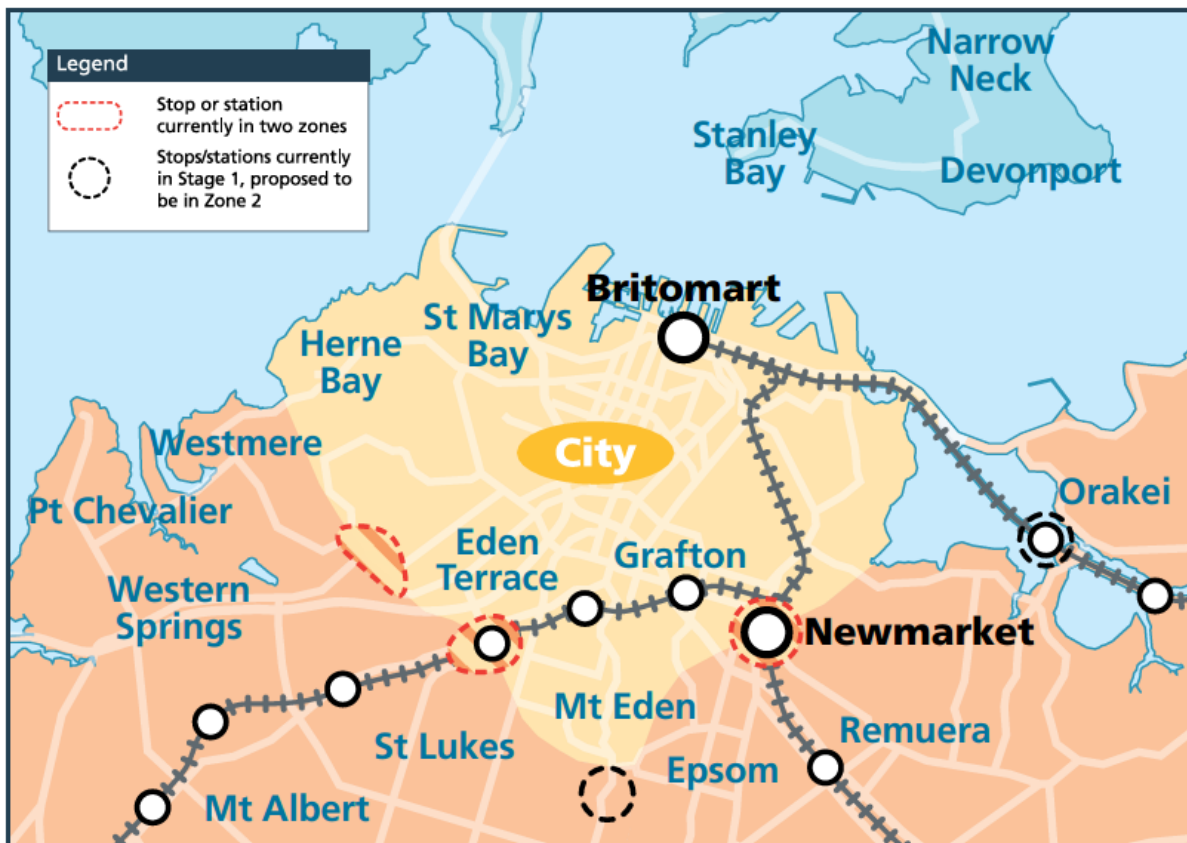 Legend
Stop or station
currently in two zones
Stops/stations currently
in Stage 1, proposed to
be in Zone 2
Narrow
Neck
Stanley
Bay
Devonport
Britomart
St Marys
Bay
Herne
Bay
Westmere
City
Pt Chevalier
Orakei
Eden
Terrace
Grafton
Western
Springs
Newmarket
Mt Eden
St Lukes
Remuera
Epsom
Mt Albert